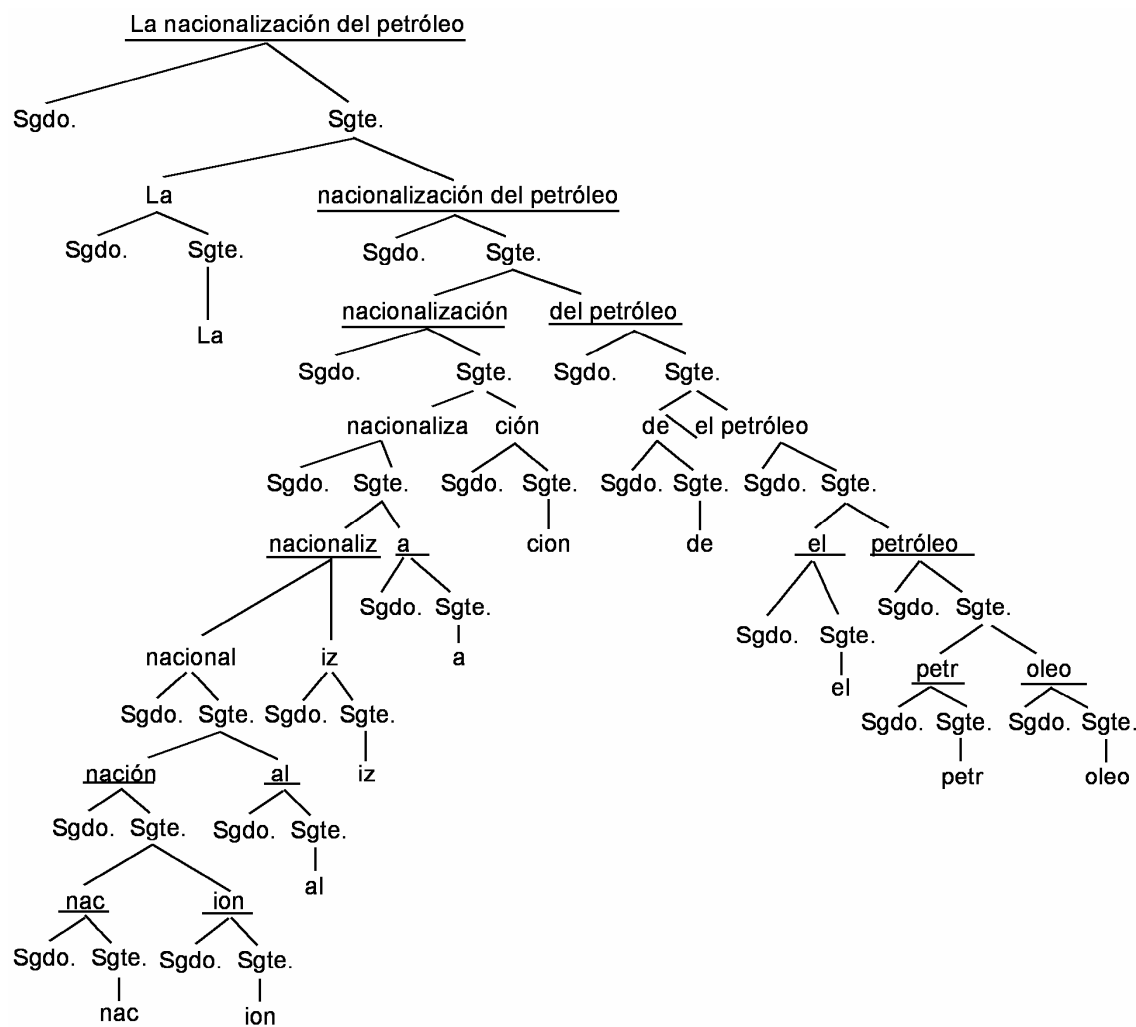 La nacionalización del petróleo
Sgdo. Sgte.
La nacionalización del petróleo
Sgdo. Sgte. Sgdo. Sgte.
nacionalización del petróleo
La
Sgdo. Sgte. Sgdo. Sgte.
nacionaliza ción de el petróleo
Sgdo. Sgte. Sgdo. Sgte. Sgdo. Sgte. Sgdo. Sgte.
nacionaliz a cion de el petróleo
Sgdo. Sgte. Sgdo. Sgte.
Sgdo. Sgte.
nacional iz a petr oleo
el
Sgdo. Sgte. Sgdo. Sgte. Sgdo. Sgte. Sgdo. Sgte.
nación al iz petr oleo
Sgdo. Sgte. Sgdo. Sgte.
al
nac ion
Sgdo. Sgte. Sgdo. Sgte.
nac ion